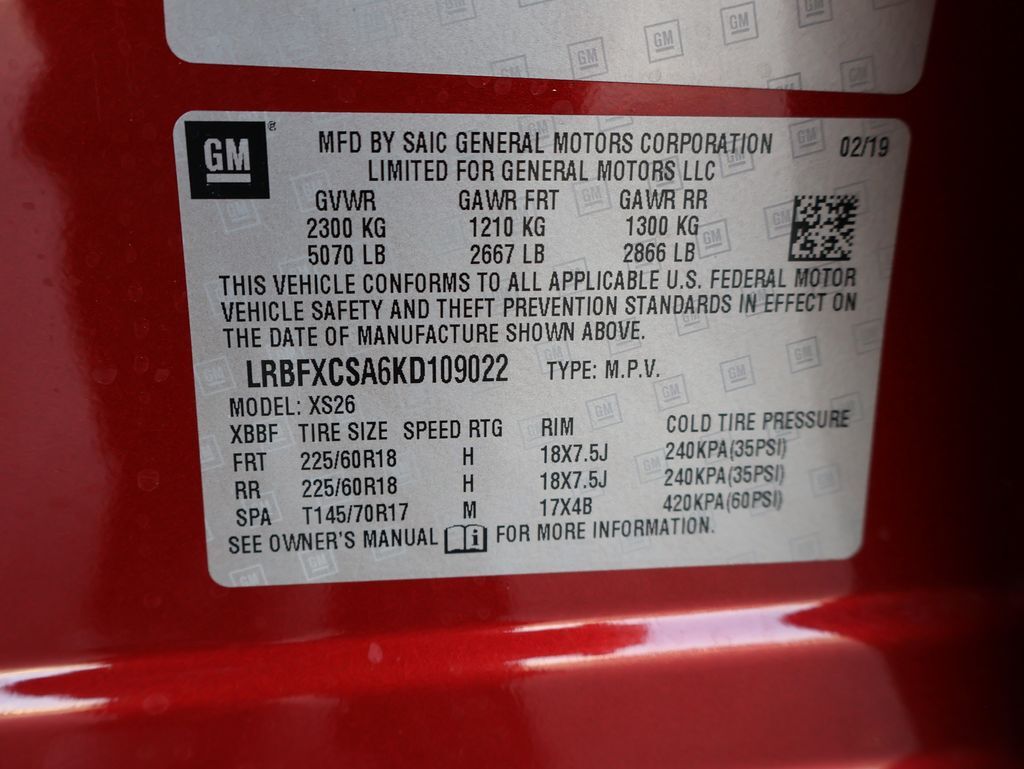 GM
MFD BY SAIC GENERAL MOTORS CORPORATION 02/19
LIMITED FOR GENERAL MOTORS LLC
GVWR GAWR FRT GAWR RR
2300 KG 1210 KG 1300 KG
5070 LB 2667 LB 2866 LB
THIS VEHICLE CONFORMS TO ALL APPLICABLE U.S. FEDERAL MOTOR
VEHICLE SAFETY AND THEFT PREVENTION STANDARDS IN EFFECT ON
THE DATE OF MANUFACTURE SHOWN ABOVE.
LRBFXCSA6KD109022 TYPE: M.P.V.
MODEL: XS26
XBBF TIRE SIZE SPEED RTG RIM COLD TIRE PRESSURE
FRT 225/60R18 H 18X7.5J 240KPA(35PSI)
RR 225/60R18 H 18X7.5J 240KPA(35PSI)
SPA T145/70R17 M 17X4B 420KPA(60PSI)
SEE OWNER'S MANUAL i FOR MORE INFORMATION.